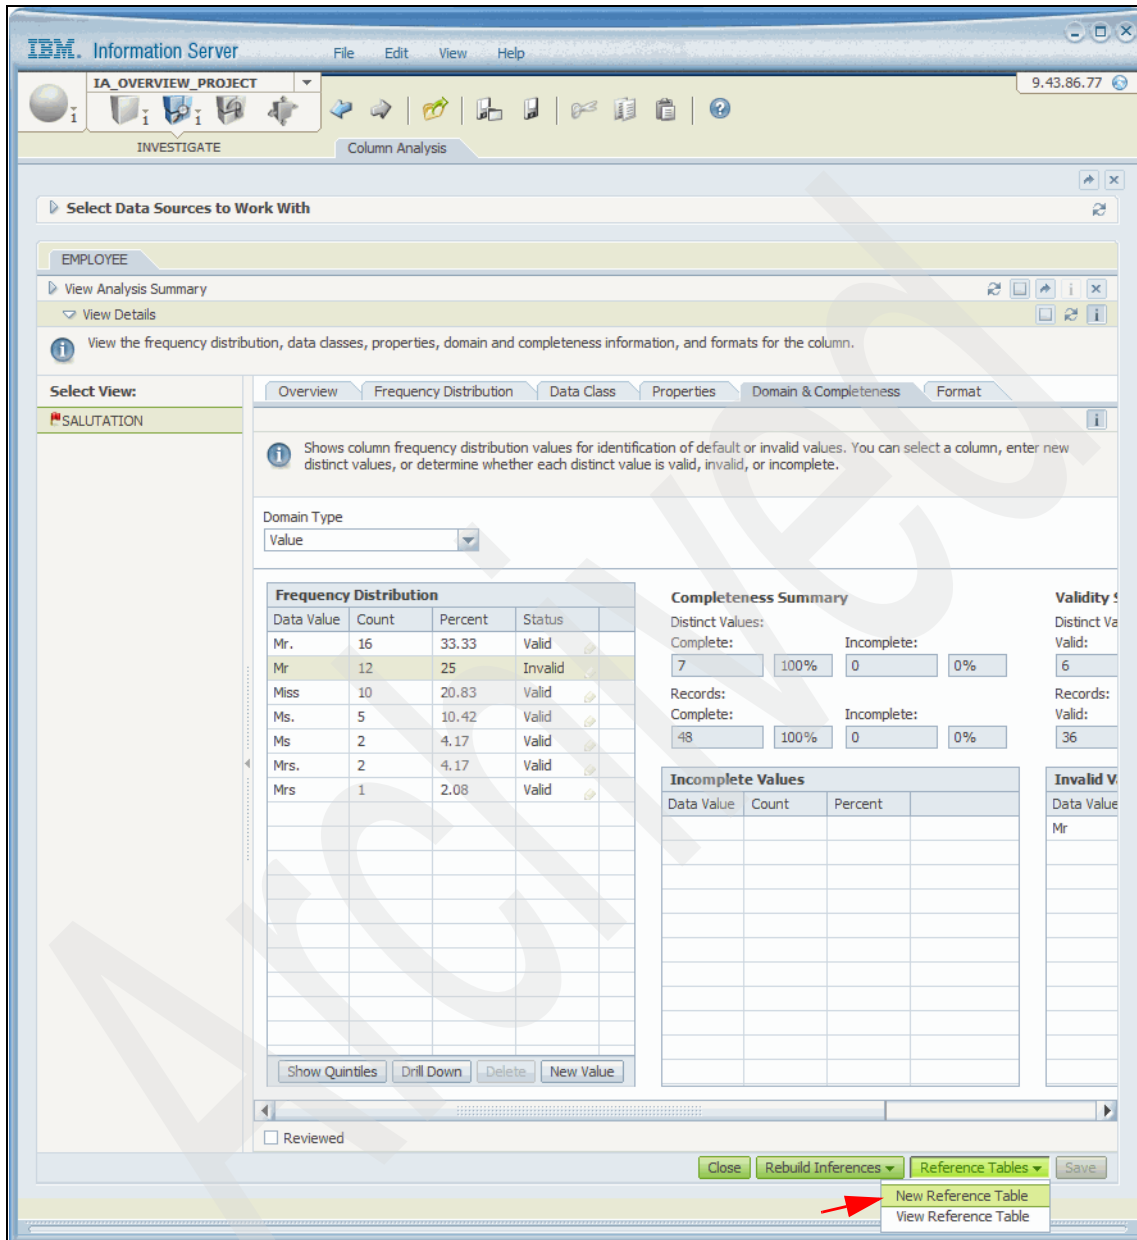 IBM. Information Server File Edit View Help
IA_OVERVIEW_PROJECT 9.43.86.77
1 1 1
INVESTIGATE Column Analysis
Select Data Sources to Work With
EMPLOYEE
View Analysis Summary
View Details
View the frequency distribution, data classes, properties, domain and completeness information, and formats for the column.
Select View: Overview Frequency Distribution Data Class Properties Domain & Completeness Format
SALUTATION
Shows column frequency distribution values for identification of default or invalid values. You can select a column, enter new
distinct values, or determine whether each distinct value is valid, invalid, or incomplete.
Domain Type
Value
Frequency Distribution
Data Value Count Percent Status
Mr. 16 33.33 Valid
Mr 12 25 Invalid
Miss 10 20.83 Valid
Ms. 5 10.42 Valid
Ms 2 4.17 Valid
Mrs. 2 4.17 Valid
Mrs 1 2.08 Valid
Show Quintiles Drill Down Delete New Value
Completeness Summary
Distinct Values:
Complete: Incomplete:
7 100% 0 0%
Records:
Complete: Incomplete:
48 100% 0 0%
Incomplete Values
Data Value Count Percent
Validity S
Distinct Va
Valid:
6
Records:
Valid:
36
Invalid V
Data Value
Mr
Reviewed
Close Rebuild Inferences Reference Tables Save
New Reference Table
View Reference Table
Archived